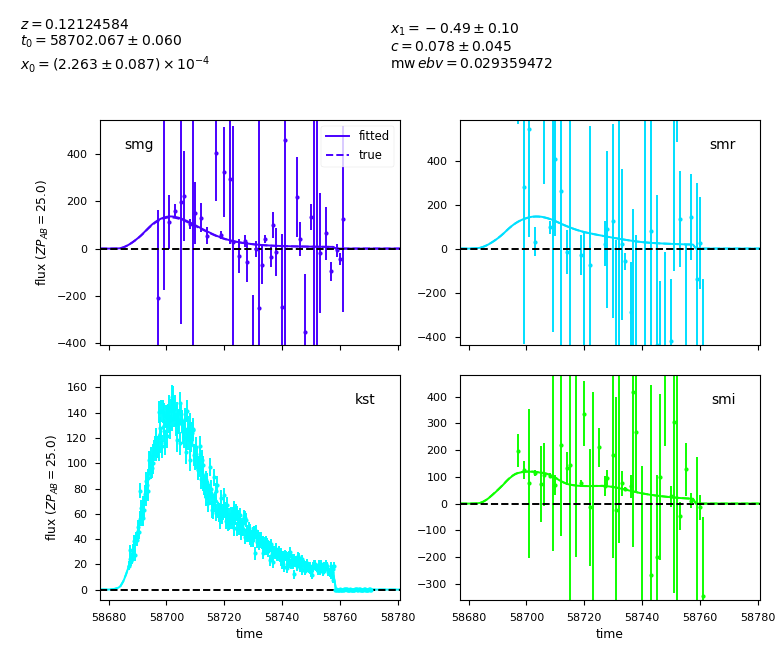 z = 0.12124584
t0 = 58702.067 ± 0.060
x0 = (2.263 ± 0.087) × 10^−4
x1 = −0.49 ± 0.10
c = 0.078 ± 0.045
mw ebv = 0.029359472
smg
fitted
true
400
200
0
−200
−400
flux (ZP_AB = 25.0)
smr
400
200
0
−200
−400
kst
160
140
120
100
80
60
40
20
0
flux (ZP_AB = 25.0)
58680 58700 58720 58740 58760 58780
time
smi
400
300
200
100
0
−100
−200
−300
58680 58700 58720 58740 58760 58780
time